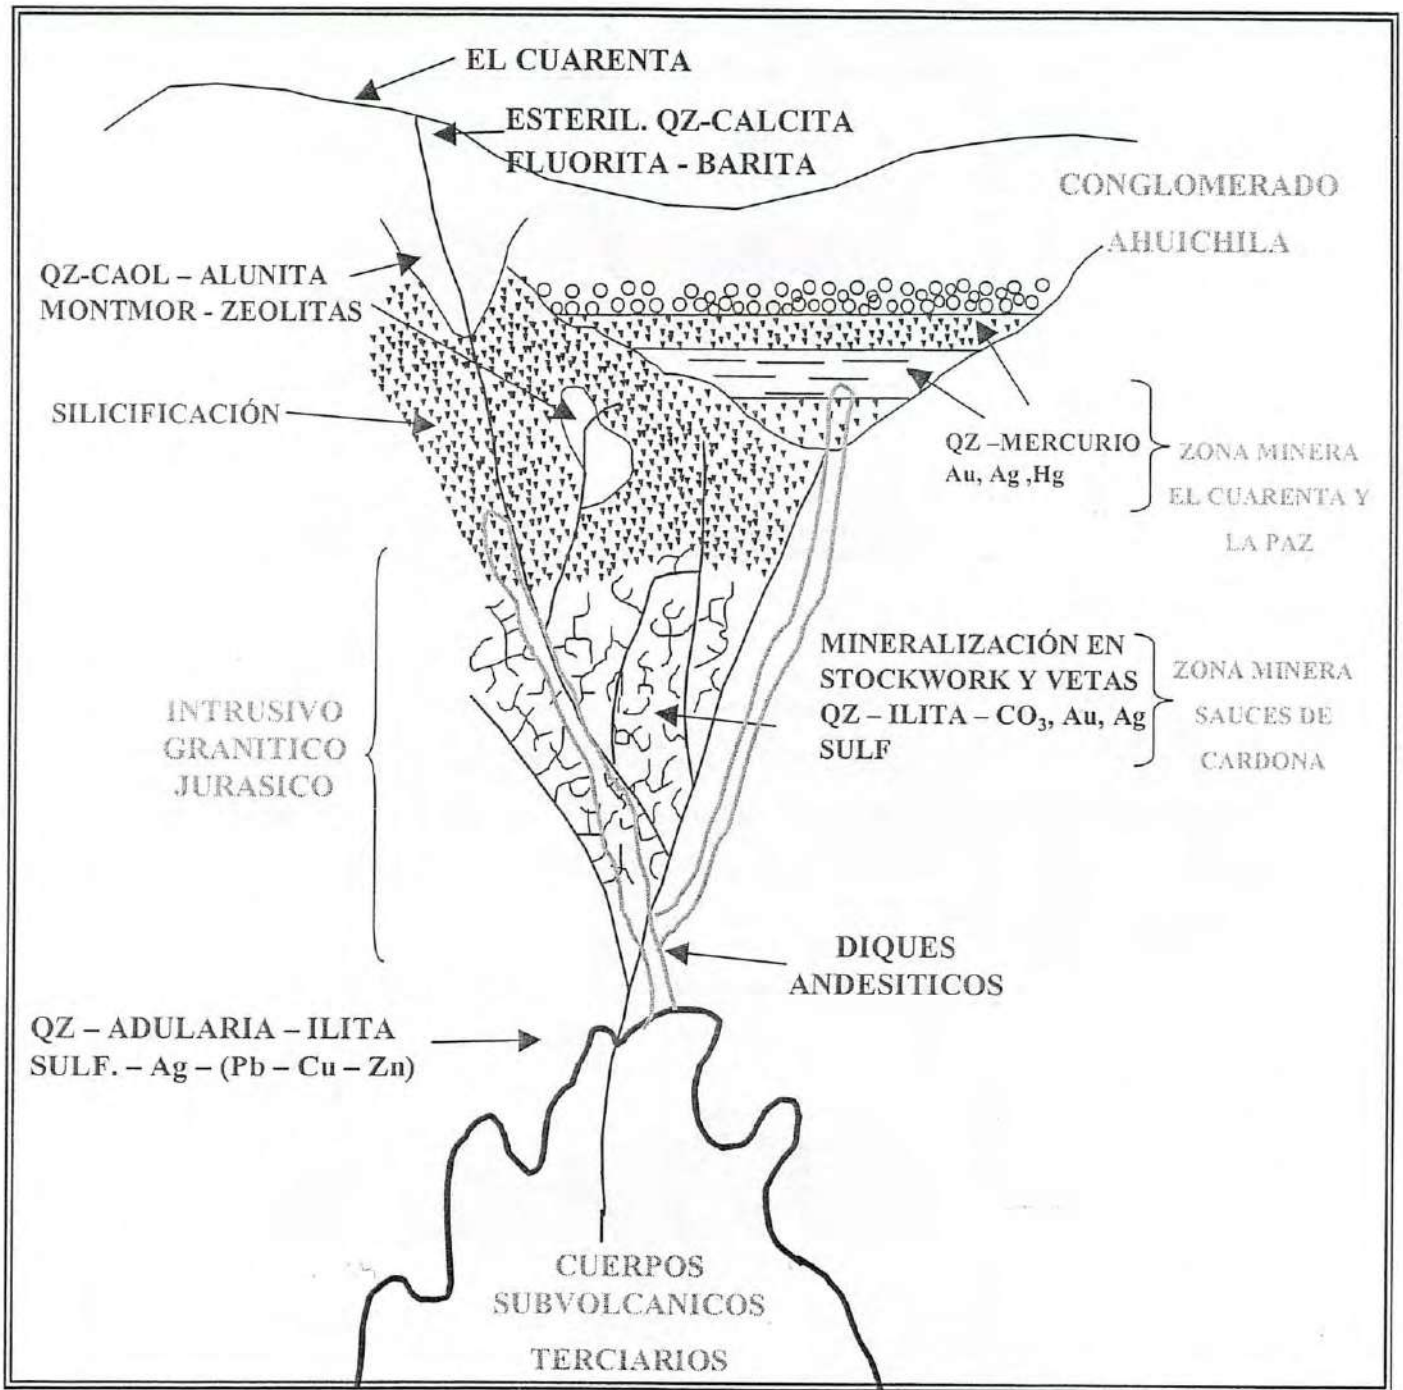 EL CUARENTA
ESTERIL. QZ-CALCITA
FLUORITA - BARITA
CONGLOMERADO
AHUICHILA
QZ-CAOL – ALUNITA
MONTMOR - ZEOLITAS
SILICIFICACIÓN
QZ –MERCURIO
Au, Ag ,Hg
ZONA MINERA
EL CUARENTA Y
LA PAZ
MINERALIZACIÓN EN
STOCKWORK Y VETAS
QZ – ILITA – CO₃, Au, Ag
SULF
ZONA MINERA
SAUCES DE
CARDONA
INTRUSIVO
GRANITICO
JURASICO
DIQUES
ANDESITICOS
QZ – ADULARIA – ILITA
SULF. – Ag – (Pb – Cu – Zn)
CUERPOS
SUBVOLCANICOS
TERCIARIOS